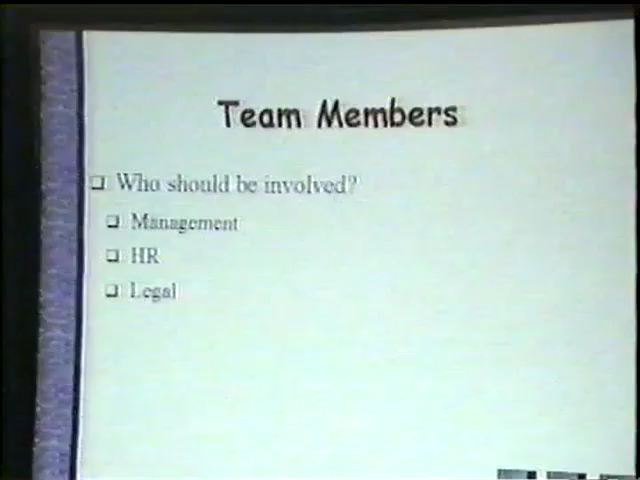 Team Members
Who should be involved?
Management
HR
Legal